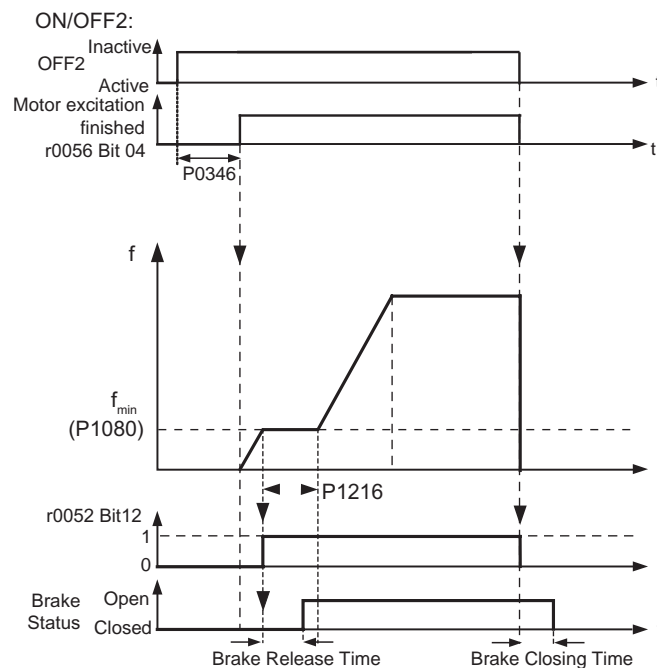 ON/OFF2:
Inactive
OFF2
Active
Motor excitation
finished
r0056 Bit 04
t
P0346
f
fmin
(P1080)
P1216
r0052 Bit12
1
0
Brake
Status
Open
Closed
Brake Release Time
Brake Closing Time